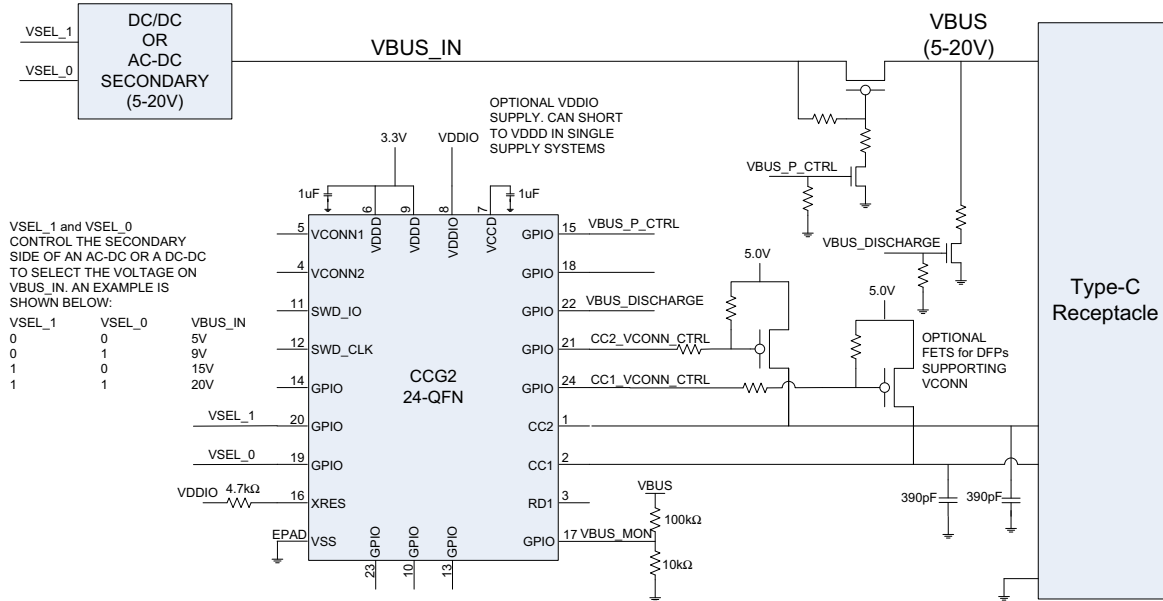 VSEL_1
VSEL_0
DC/DC
OR
AC-DC
SECONDARY
(5-20V)
VBUS_IN
VBUS
(5-20V)
OPTIONAL VDDIO
SUPPLY. CAN SHORT
TO VDDD IN SINGLE
SUPPLY SYSTEMS
3.3V
VDDIO
1uF
1uF
6
9
8
7
VDDD
VDDD
VDDIO
VCCD
VBUS_P_CTRL
VBUS_DISCHARGE
VSEL_1 and VSEL_0
CONTROL THE SECONDARY
SIDE OF AN AC-DC OR A DC-DC
TO SELECT THE VOLTAGE ON
VBUS_IN. AN EXAMPLE IS
SHOWN BELOW:
VSEL_1 VSEL_0 VBUS_IN
0 0 5V
0 1 9V
1 0 15V
1 1 20V
5 VCONN1
4 VCONN2
11 SWD_IO
12 SWD_CLK
14 GPIO
VSEL_1 20 GPIO
VSEL_0 19 GPIO
VDDIO 4.7kΩ 16 XRES
EPAD VSS
CCG2
24-QFN
GPIO 15 VBUS_P_CTRL
GPIO 18
GPIO 22 VBUS_DISCHARGE
GPIO 21 CC2_VCONN_CTRL
GPIO 24 CC1_VCONN_CTRL
CC2 1
CC1 2
RD1 3
GPIO 17 VBUS_MON
GPIO
GPIO
GPIO
23
10
13
VBUS
100kΩ
10kΩ
5.0V
5.0V
OPTIONAL
FETS for DFPs
SUPPORTING
VCONN
390pF
390pF
Type-C
Receptacle